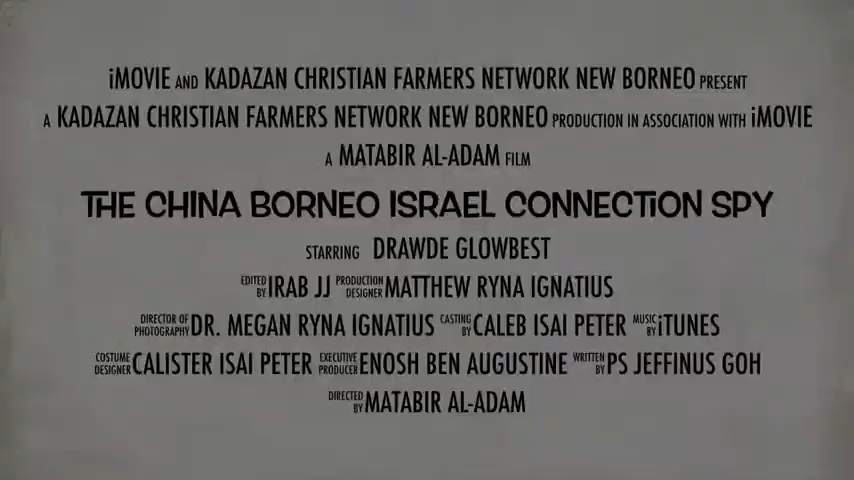 iMOVIE AND KADAZAN CHRISTIAN FARMERS NETWORK NEW BORNEO PRESENT
A KADAZAN CHRISTIAN FARMERS NETWORK NEW BORNEO PRODUCTION IN ASSOCIATION WITH iMOVIE
A MATABIR AL-ADAM FILM
THE CHINA BORNEO ISRAEL CONNECTION SPY
STARRING DRAWDE GLOWBEST
EDITED BY IRAB JJ PRODUCTION DESIGNER MATTHEW RYNA IGNATIUS
DIRECTOR OF PHOTOGRAPHY DR. MEGAN RYNA IGNATIUS CASTING BY CALEB ISAI PETER MUSIC BY iTUNES
COSTUME DESIGNER CALISTER ISAI PETER EXECUTIVE PRODUCER ENOSH BEN AUGUSTINE WRITTEN BY PS JEFFINUS GOH
DIRECTED BY MATABIR AL-ADAM